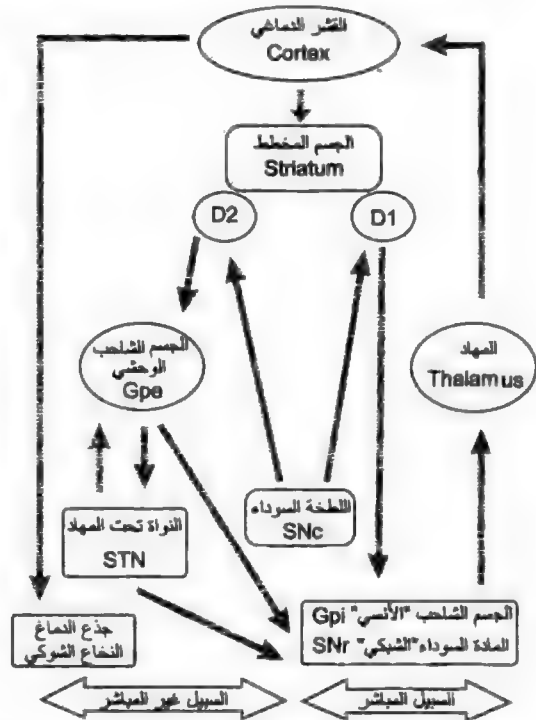 القشر الدماغي
Cortex
الجسم المخطط
Striatum
D2
D1
الجسم الشاحب
الوحشي
Gpe
المهاد
Thalamus
اللطخة السوداء
SNc
النواة تحت المهاد
STN
جذع الدماغ
النخاع الشوكي
الجسم الشاحب "الأنسي" Gpi
المادة السوداء "الشبكي" SNr
السبيل غير المباشر
السبيل المباشر